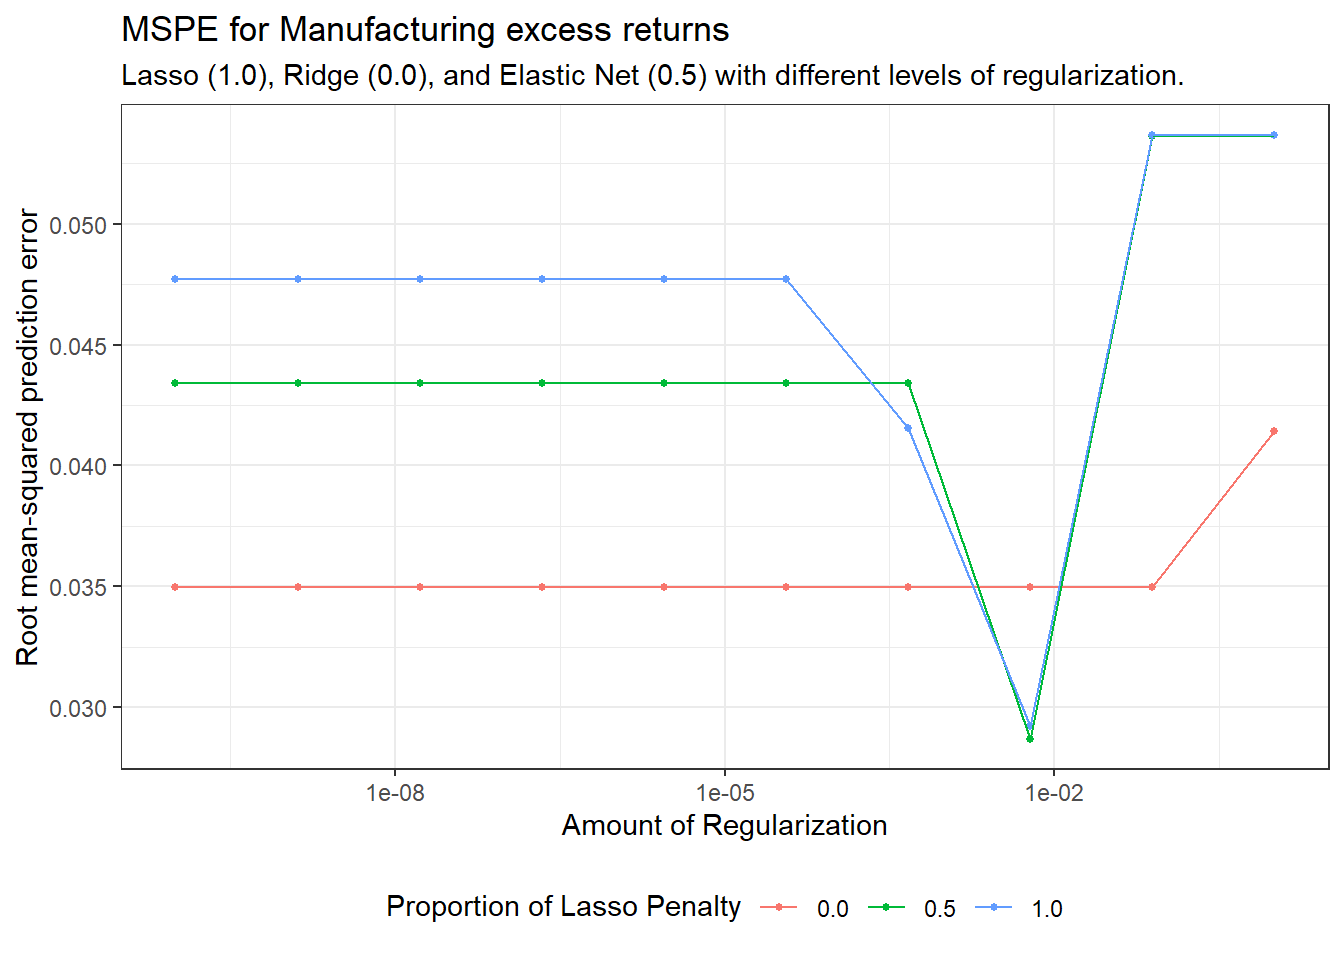 MSPE for Manufacturing excess returns
Lasso (1.0), Ridge (0.0), and Elastic Net (0.5) with different levels of regularization.
Root mean-squared prediction error
0.050
0.045
0.040
0.035
0.030
1e-08 1e-05 1e-02
Amount of Regularization
Proportion of Lasso Penalty 0.0 0.5 1.0